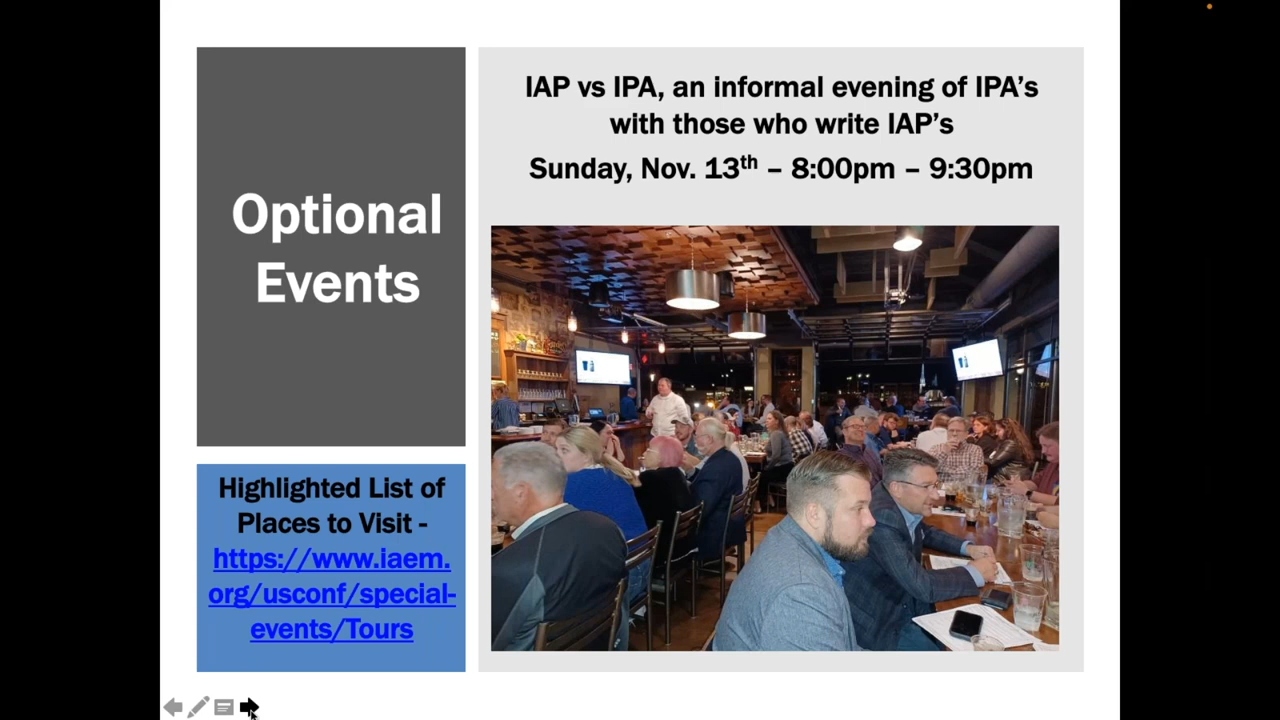 Optional
Events
IAP vs IPA, an informal evening of IPA’s
with those who write IAP’s
Sunday, Nov. 13th – 8:00pm – 9:30pm
Highlighted List of
Places to Visit -
https://www.iaem.
org/usconf/special-
events/Tours